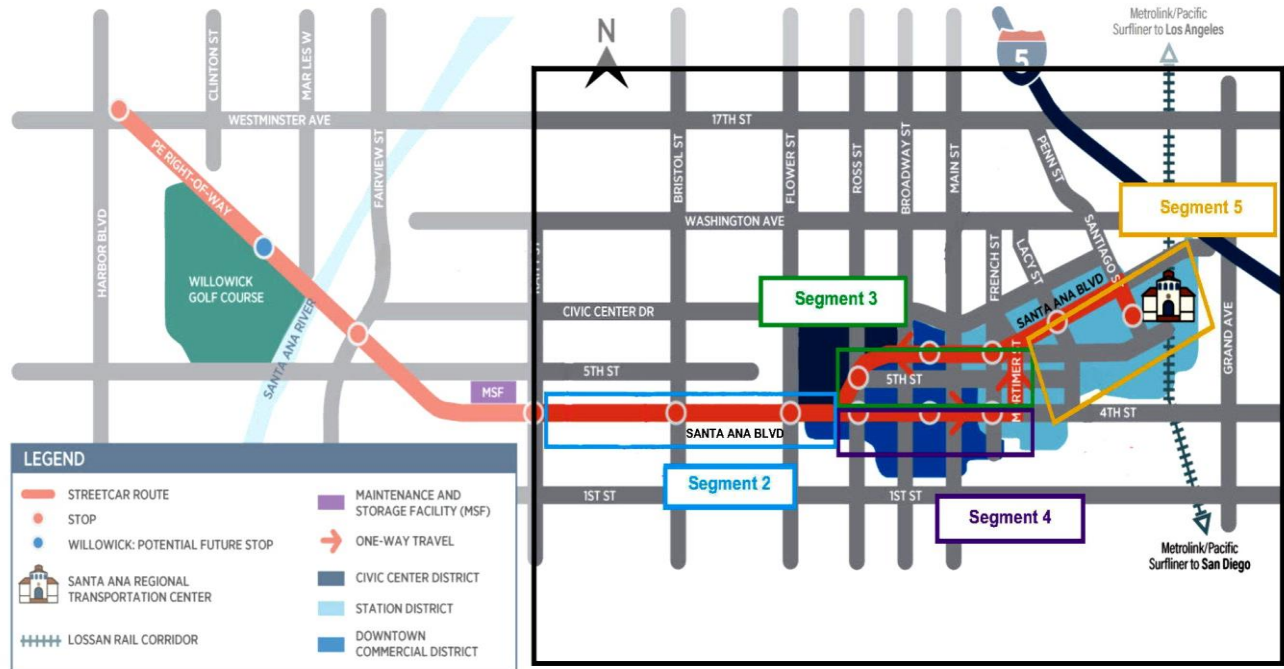 Metrolink/Pacific
Surfliner to Los Angeles
N
5
CLINTON ST
HARBOR BLVD
FAIRVIEW ST
WESTMINSTER AVE
17TH ST
PE RIGHT-OF-WAY
BRISTOL ST
FLOWER ST
ROSS ST
BROADWAY ST
MAIN ST
PENN ST
WASHINGTON AVE
Segment 5
FRENCH ST
LACY ST
SANTIAGO ST
WILLOWICK
GOLF COURSE
SANTA ANA RIVER
Segment 3
SANTA ANA BLVD
CIVIC CENTER DR
GRAND AVE
5TH ST
5TH ST
MORTIMER ST
MSF
4TH ST
SANTA ANA BLVD
Segment 2
1ST ST
1ST ST
Segment 4
Metrolink/Pacific
Surfliner to San Diego
LEGEND
STREETCAR ROUTE
STOP
WILLOWICK: POTENTIAL FUTURE STOP
SANTA ANA REGIONAL
TRANSPORTATION CENTER
LOSSAN RAIL CORRIDOR
MAINTENANCE AND
STORAGE FACILITY (MSF)
ONE-WAY TRAVEL
CIVIC CENTER DISTRICT
STATION DISTRICT
DOWNTOWN
COMMERCIAL DISTRICT